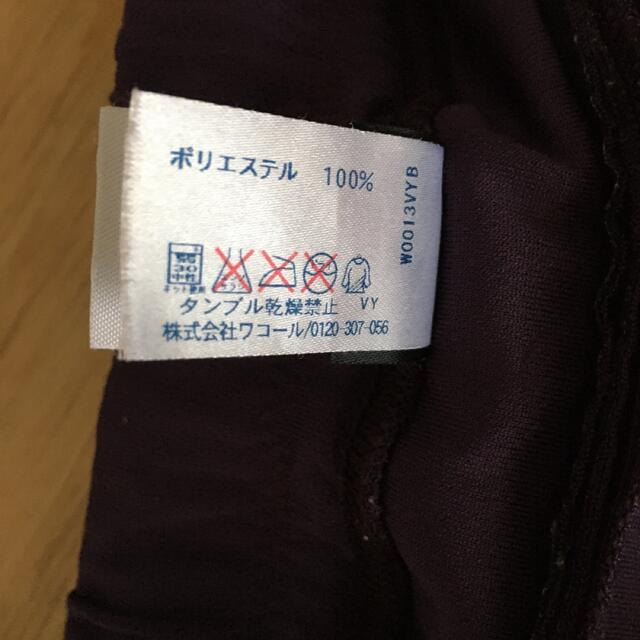 ポリエステル 100%
タンブル乾燥禁止 VY
株式会社ワコール/0120-307-056
W0013VYB